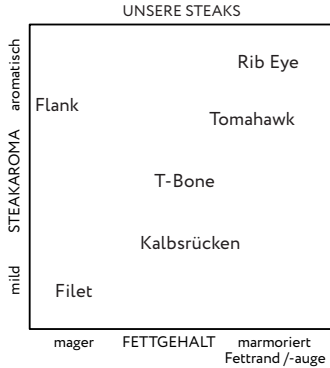 UNSERE STEAKS
aromatisch
STEAKAROMA
mild
Rib Eye
Flank
Tomahawk
T-Bone
Kalbsrücken
Filet
mager
FETTGEHALT
marmoriert
Fettrand /-auge